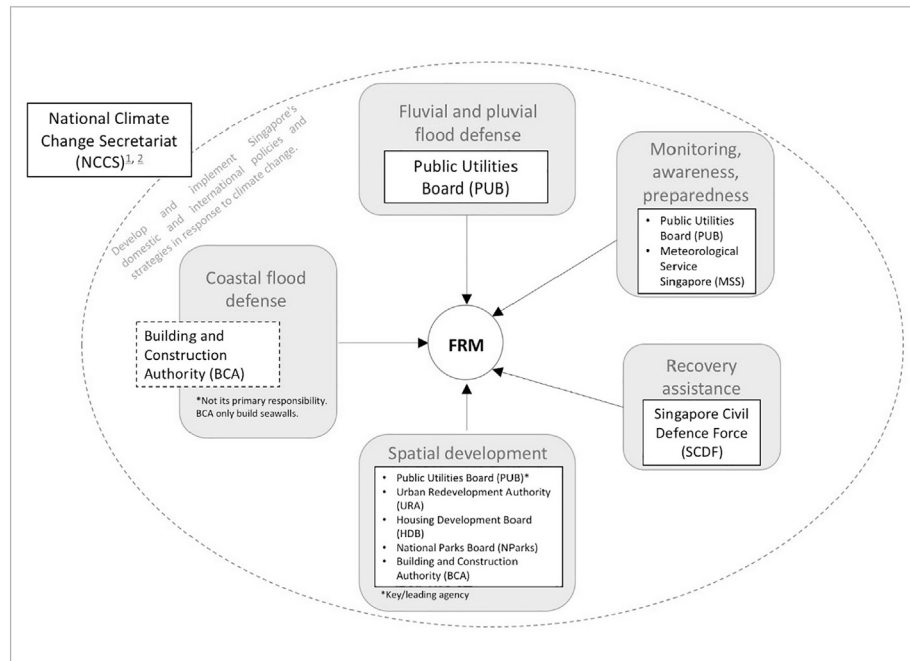 National Climate
Change Secretariat
(NCCS)1, 2
Develop and implement Singapore's
domestic and international policies and
strategies in response to climate change.
Fluvial and pluvial
flood defense
Public Utilities
Board (PUB)
Monitoring,
awareness,
preparedness
• Public Utilities
Board (PUB)
• Meteorological
Service
Singapore (MSS)
Coastal flood
defense
Building and
Construction
Authority (BCA)
*Not its primary responsibility.
BCA only build seawalls.
FRM
Recovery
assistance
Singapore Civil
Defence Force
(SCDF)
Spatial development
• Public Utilities Board (PUB)*
• Urban Redevelopment Authority
(URA)
• Housing Development Board
(HDB)
• National Parks Board (NParks)
• Building and Construction
Authority (BCA)
*Key/leading agency